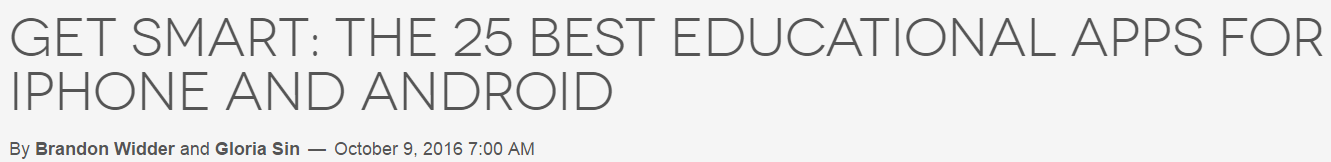 GET SMART: THE 25 BEST EDUCATIONAL APPS FOR
IPHONE AND ANDROID
By Brandon Widder and Gloria Sin — October 9, 2016 7:00 AM